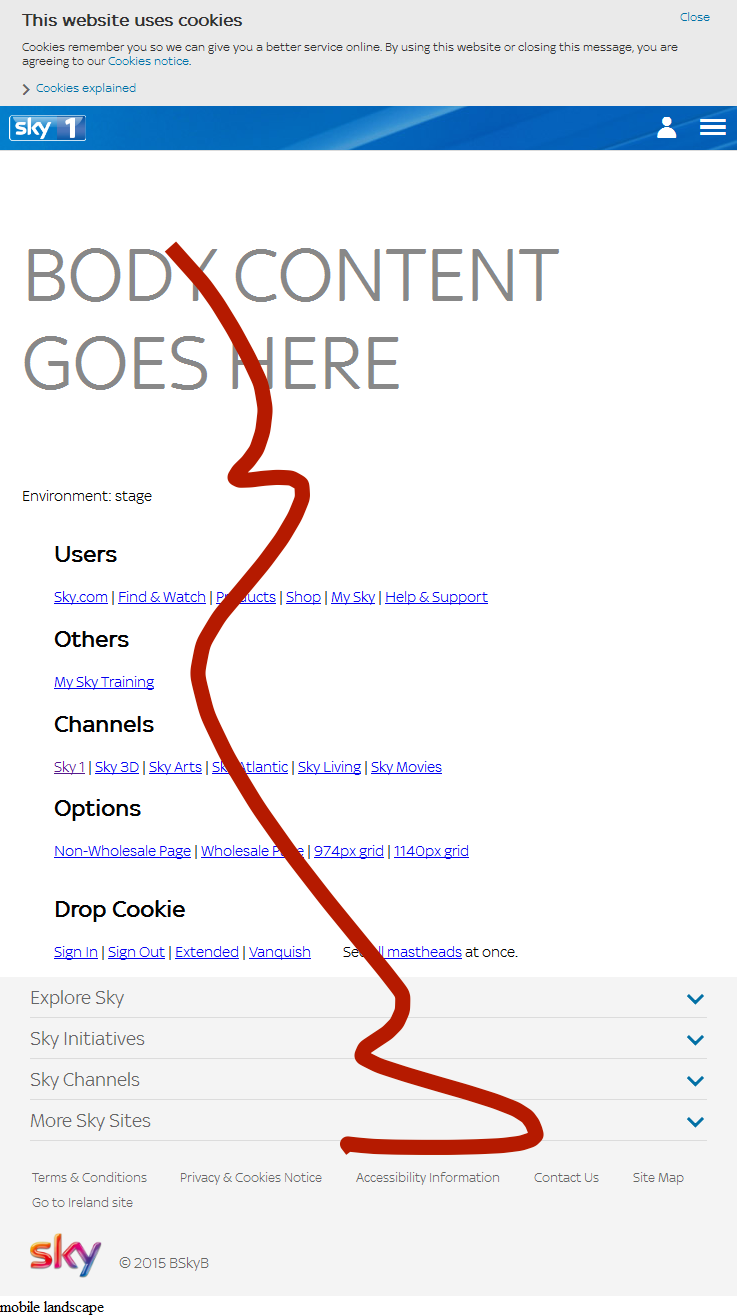 This website uses cookies
Close
Cookies remember you so we can give you a better service online. By using this website or closing this message, you are
agreeing to our Cookies notice.
Cookies explained
sky 1
BODY CONTENT
GOES HERE
Environment: stage
Users
Sky.com | Find & Watch | Products | Shop | My Sky | Help & Support
Others
My Sky Training
Channels
Sky 1 | Sky 3D | Sky Arts | Sky Atlantic | Sky Living | Sky Movies
Options
Non-Wholesale Page | Wholesale Page | 974px grid | 1140px grid
Drop Cookie
Sign In | Sign Out | Extended | Vanquish See all mastheads at once.
Explore Sky
Sky Initiatives
Sky Channels
More Sky Sites
Terms & Conditions Privacy & Cookies Notice Accessibility Information Contact Us Site Map
Go to Ireland site
sky © 2015 BSkyB
mobile landscape